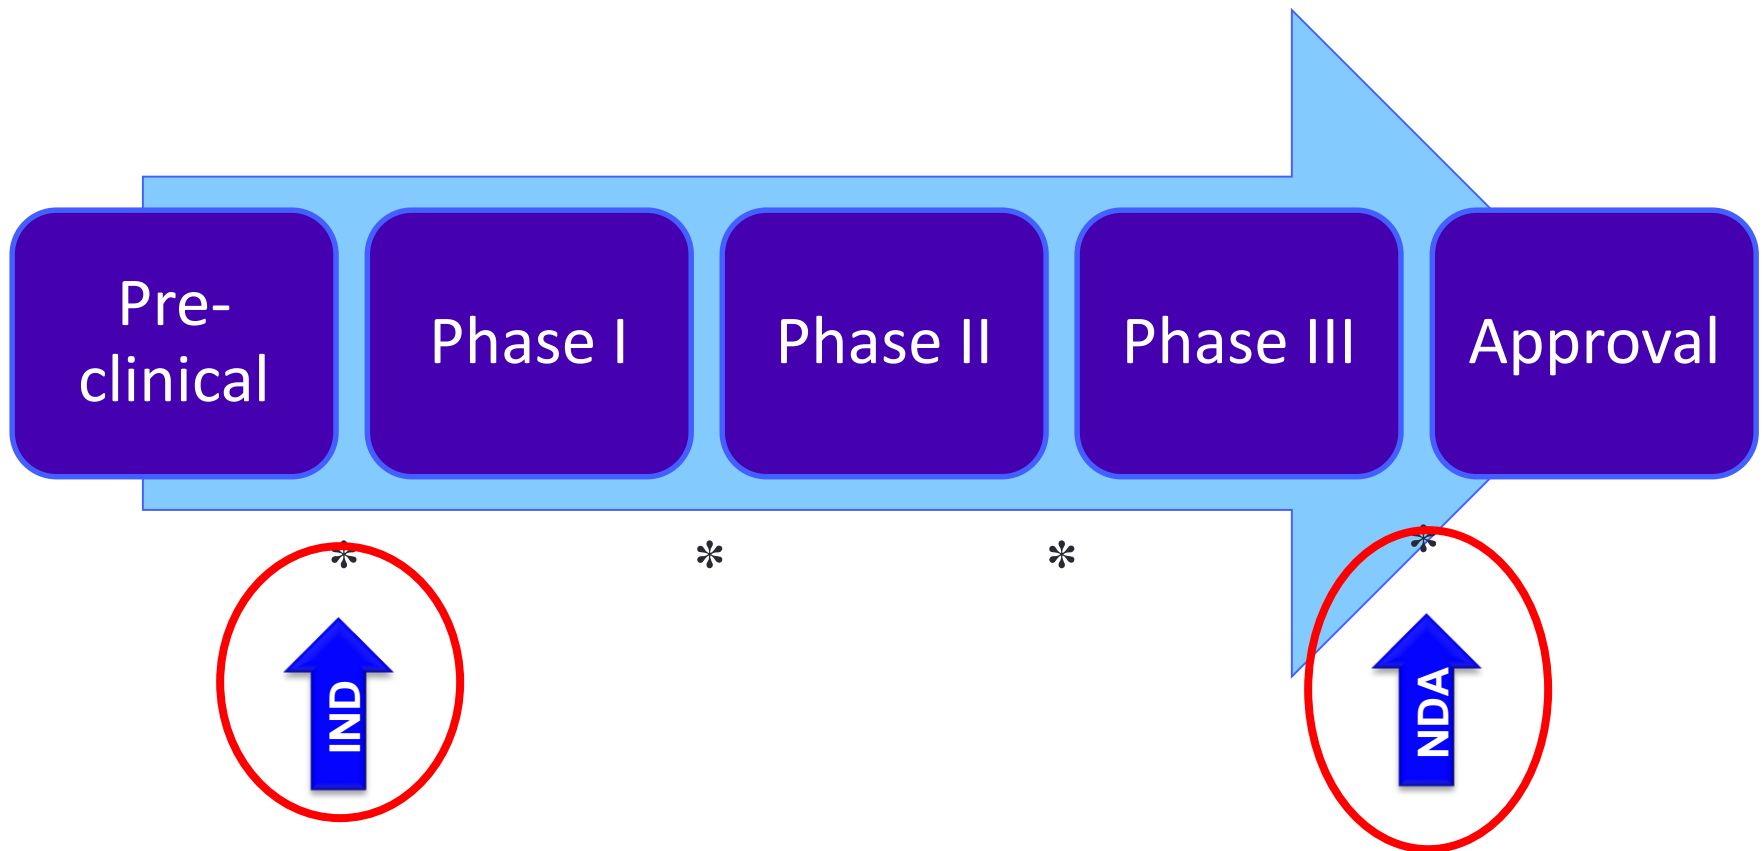 Pre-
clinical
Phase I
Phase II
Phase III
Approval
* * * *
IND
NDA